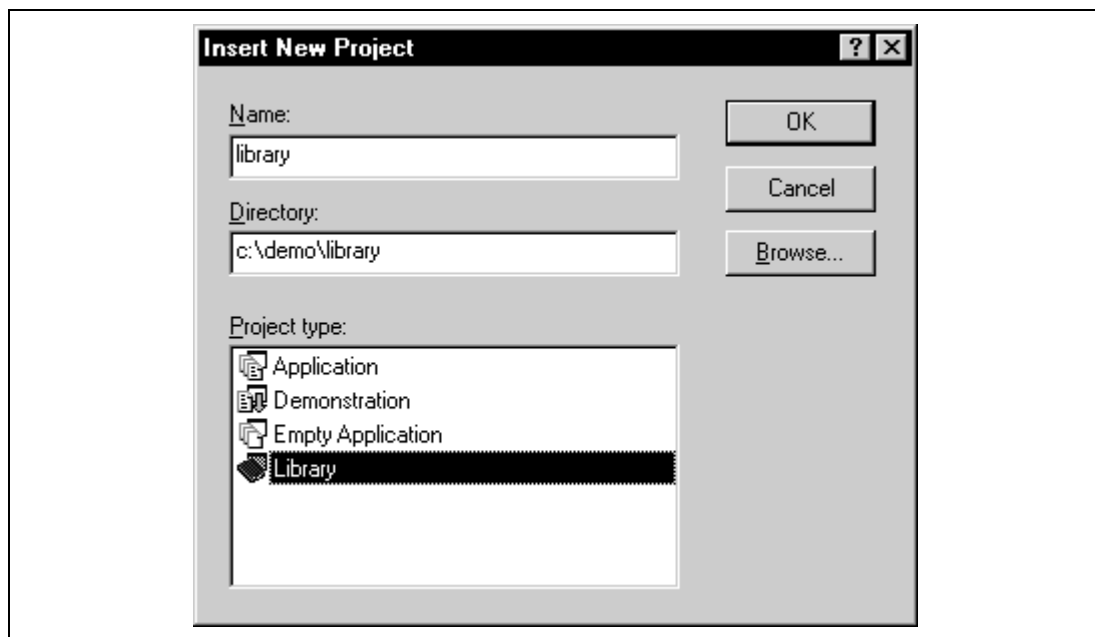 Insert New Project
Name:
library
OK
Cancel
Directory:
c:\demo\library
Browse...
Project type:
Application
Demonstration
Empty Application
Library